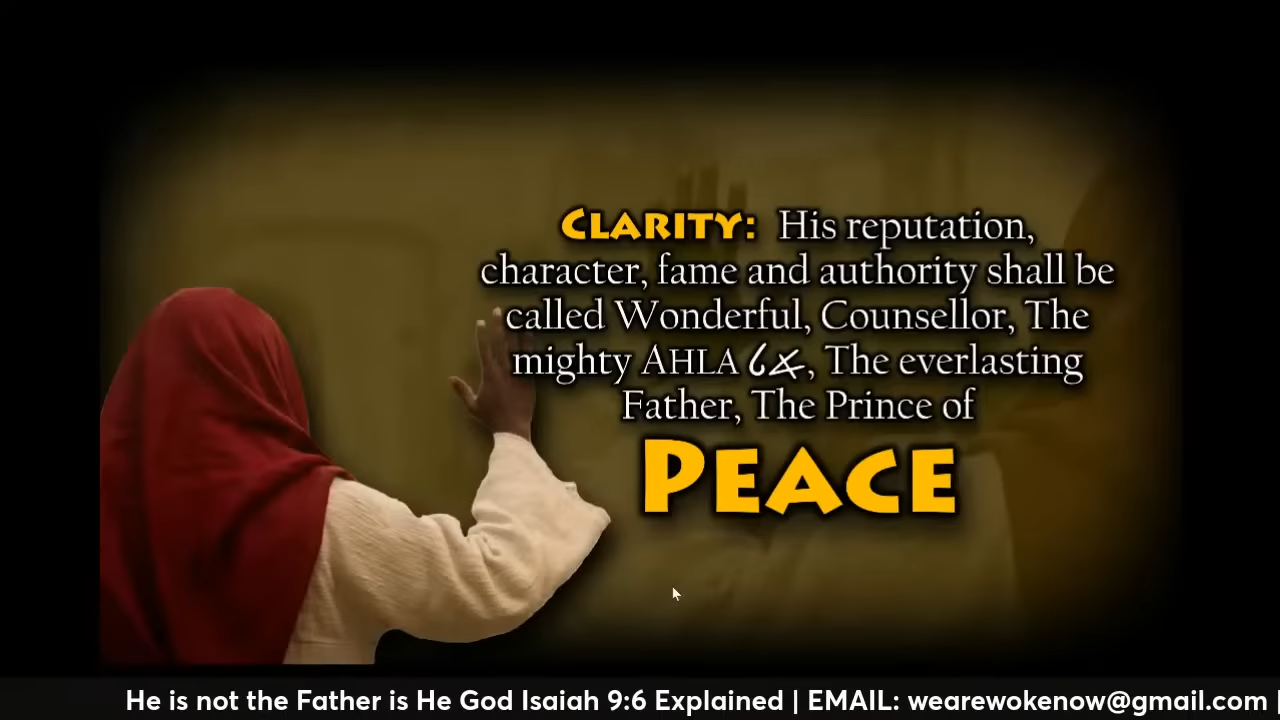 CLARITY: His reputation,
character, fame and authority shall be
called Wonderful, Counsellor, The
mighty AHLA 𐤋𐤀, The everlasting
Father, The Prince of
PEACE
He is not the Father is He God Isaiah 9:6 Explained | EMAIL: wearewokenow@gmail.com |